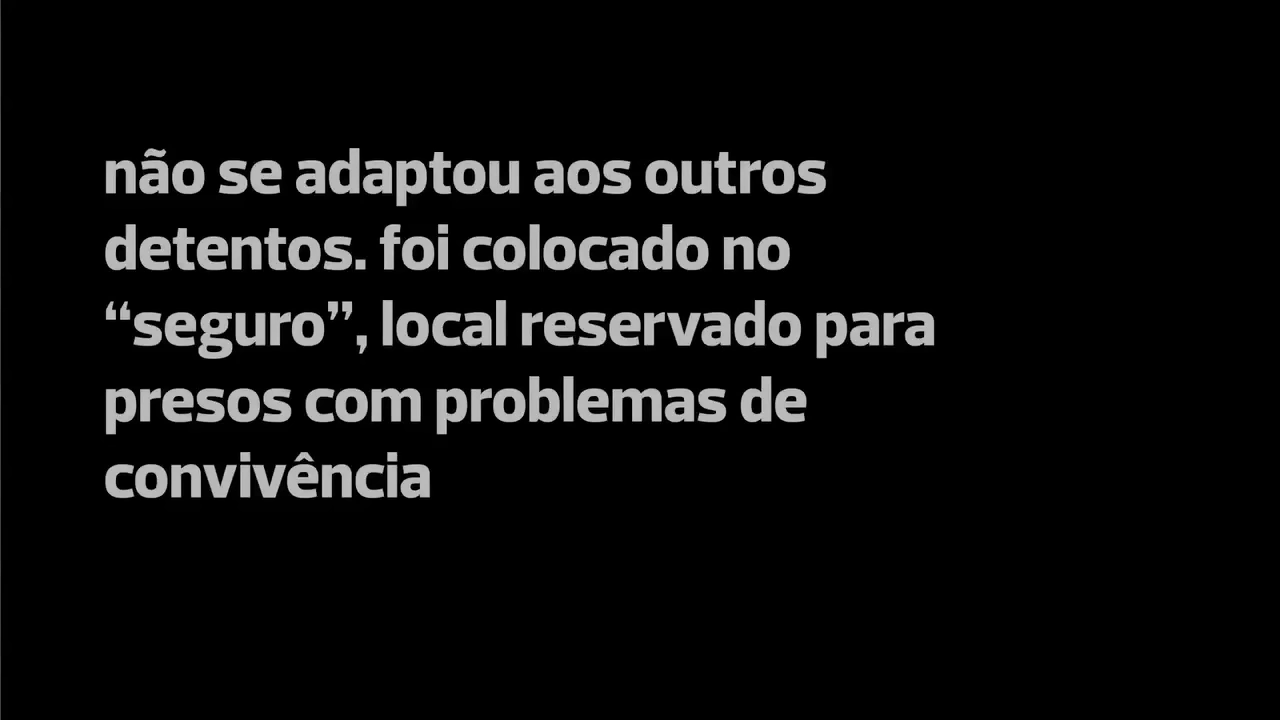 não se adaptou aos outros
detentos. foi colocado no
“seguro”, local reservado para
presos com problemas de
convivência